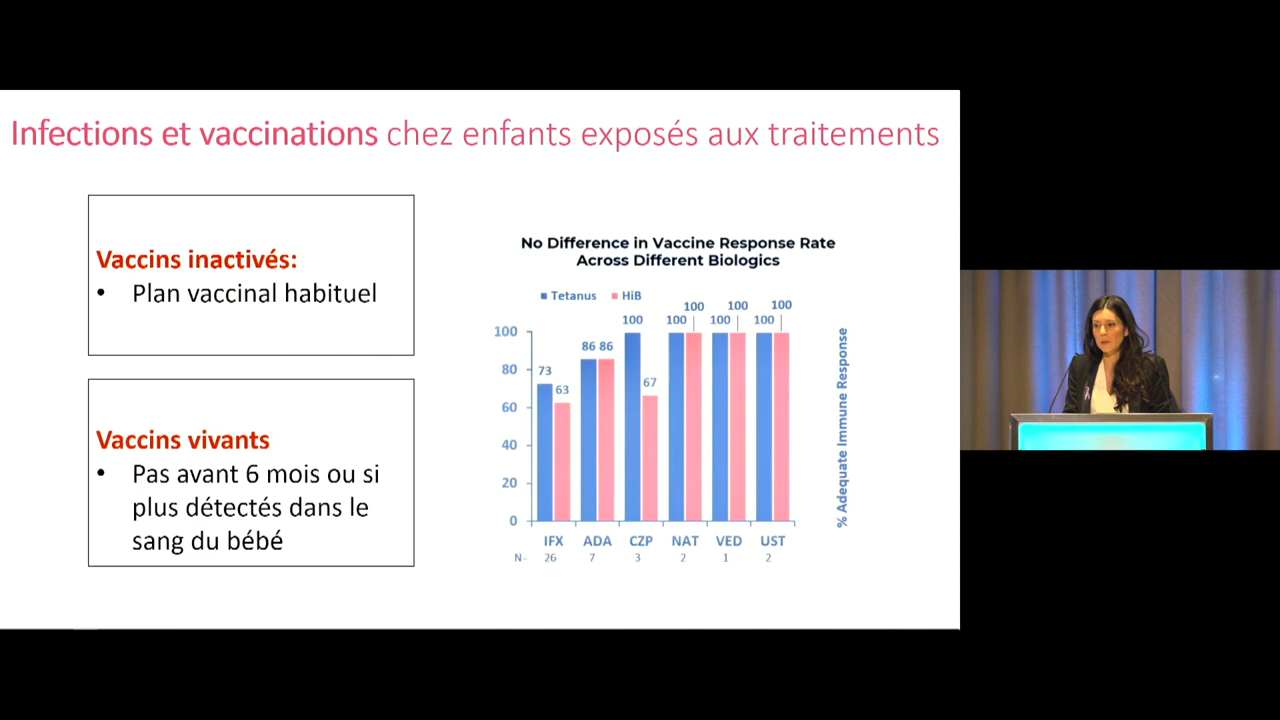 Infections et vaccinations chez enfants exposés aux traitements
Vaccins inactivés:
• Plan vaccinal habituel
Vaccins vivants
• Pas avant 6 mois ou si
plus détectés dans le
sang du bébé
No Difference in Vaccine Response Rate
Across Different Biologics
Tetanus HiB
100 100 100
100 100 100 100
100
86 86
80
73
67
63
60
40
20
0
% Adequate Immune Response
IFX ADA CZP NAT VED UST
N- 26 7 3 2 1 2